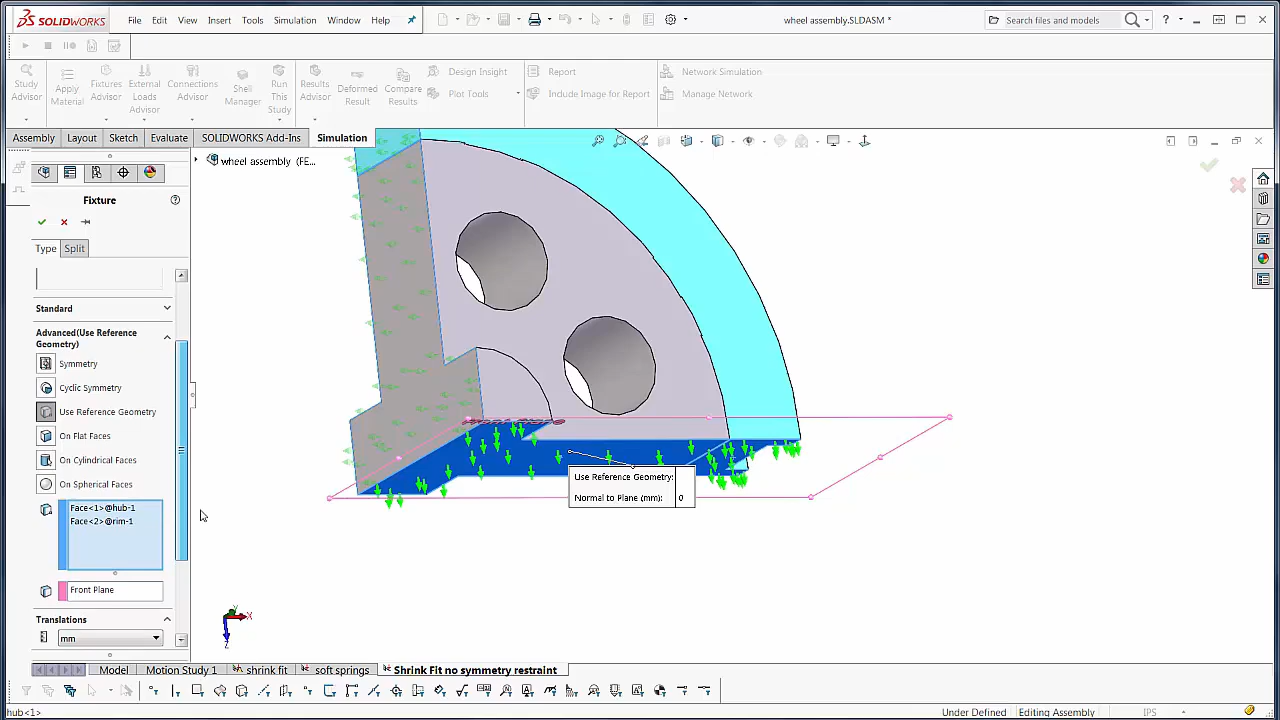 SOLIDWORKS File Edit View Insert Tools Simulation Window Help wheel assembly.SLDASM * Search files and models
Study Advisor
Apply Material
Fixtures Advisor
External Loads Advisor
Connections Advisor
Shell Manager
Run This Study
Results Advisor
Deformed Result
Compare Results
Design Insight
Plot Tools
Report
Include Image for Report
Network Simulation
Manage Network
Assembly Layout Sketch Evaluate SOLIDWORKS Add-Ins Simulation
wheel assembly (FE...
Fixture
Type Split
Standard
Advanced(Use Reference
Geometry)
Symmetry
Cyclic Symmetry
Use Reference Geometry
On Flat Faces
On Cylindrical Faces
On Spherical Faces
Face<1>@hub-1
Face<2>@rim-1
Front Plane
Translations
mm
Use Reference Geometry:
Normal to Plane (mm): 0
Y
X
Z
Model Motion Study 1 shrink fit soft springs Shrink Fit no symmetry restraint
hub<1> Under Defined Editing Assembly IPS